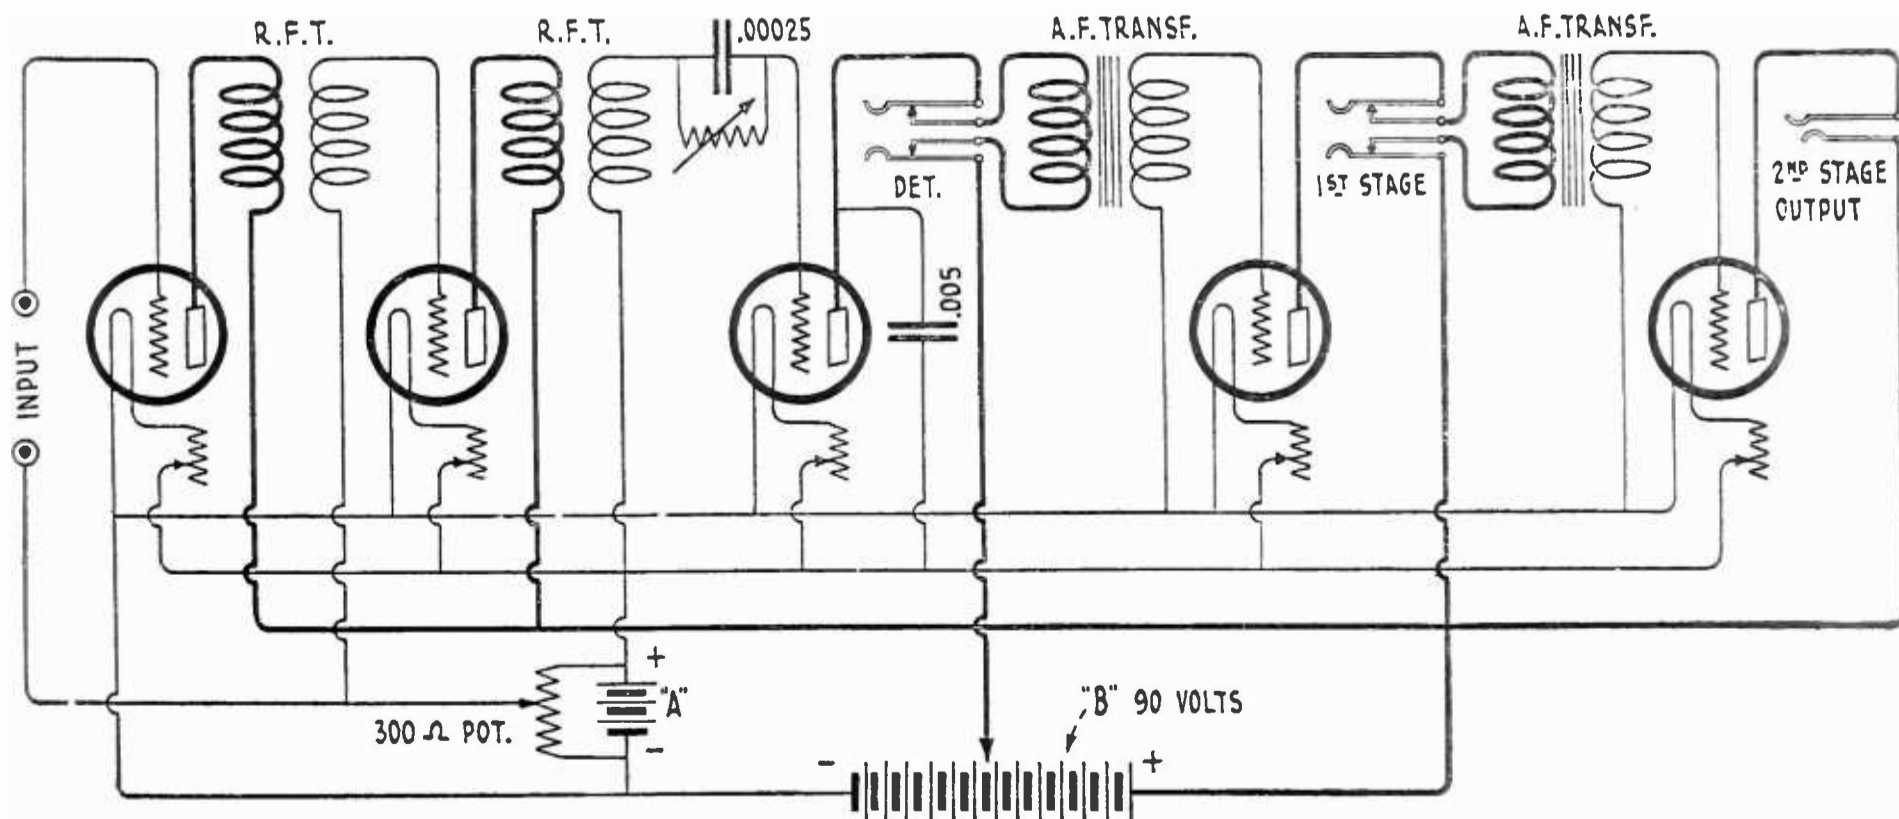 R.F.T.
R.F.T.
.00025
A.F.TRANSF.
A.F.TRANSF.
DET.
1ST STAGE
2ND STAGE
OUTPUT
.005
INPUT
+
"A"
-
300 Ω POT.
"B" 90 VOLTS
-
+